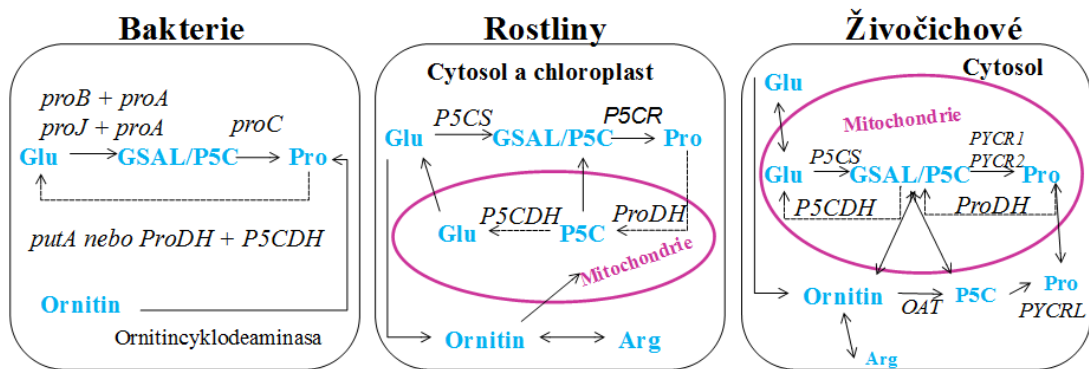 Bakterie
proB + proA
proJ + proA
proC
Glu
GSAL/P5C
Pro
putA nebo ProDH + P5CDH
Ornitin
Ornitincyklodeaminasa
Rostliny
Cytosol a chloroplast
P5CS
P5CR
Glu
GSAL/P5C
Pro
P5CDH
ProDH
Glu
P5C
Mitochondrie
Ornitin
Arg
Živočichové
Cytosol
Glu
Mitochondrie
PYCR1
P5CS
PYCR2
Glu
GSAL/P5C
Pro
P5CDH
ProDH
Ornitin
P5C
Pro
OAT
PYCRL
Arg